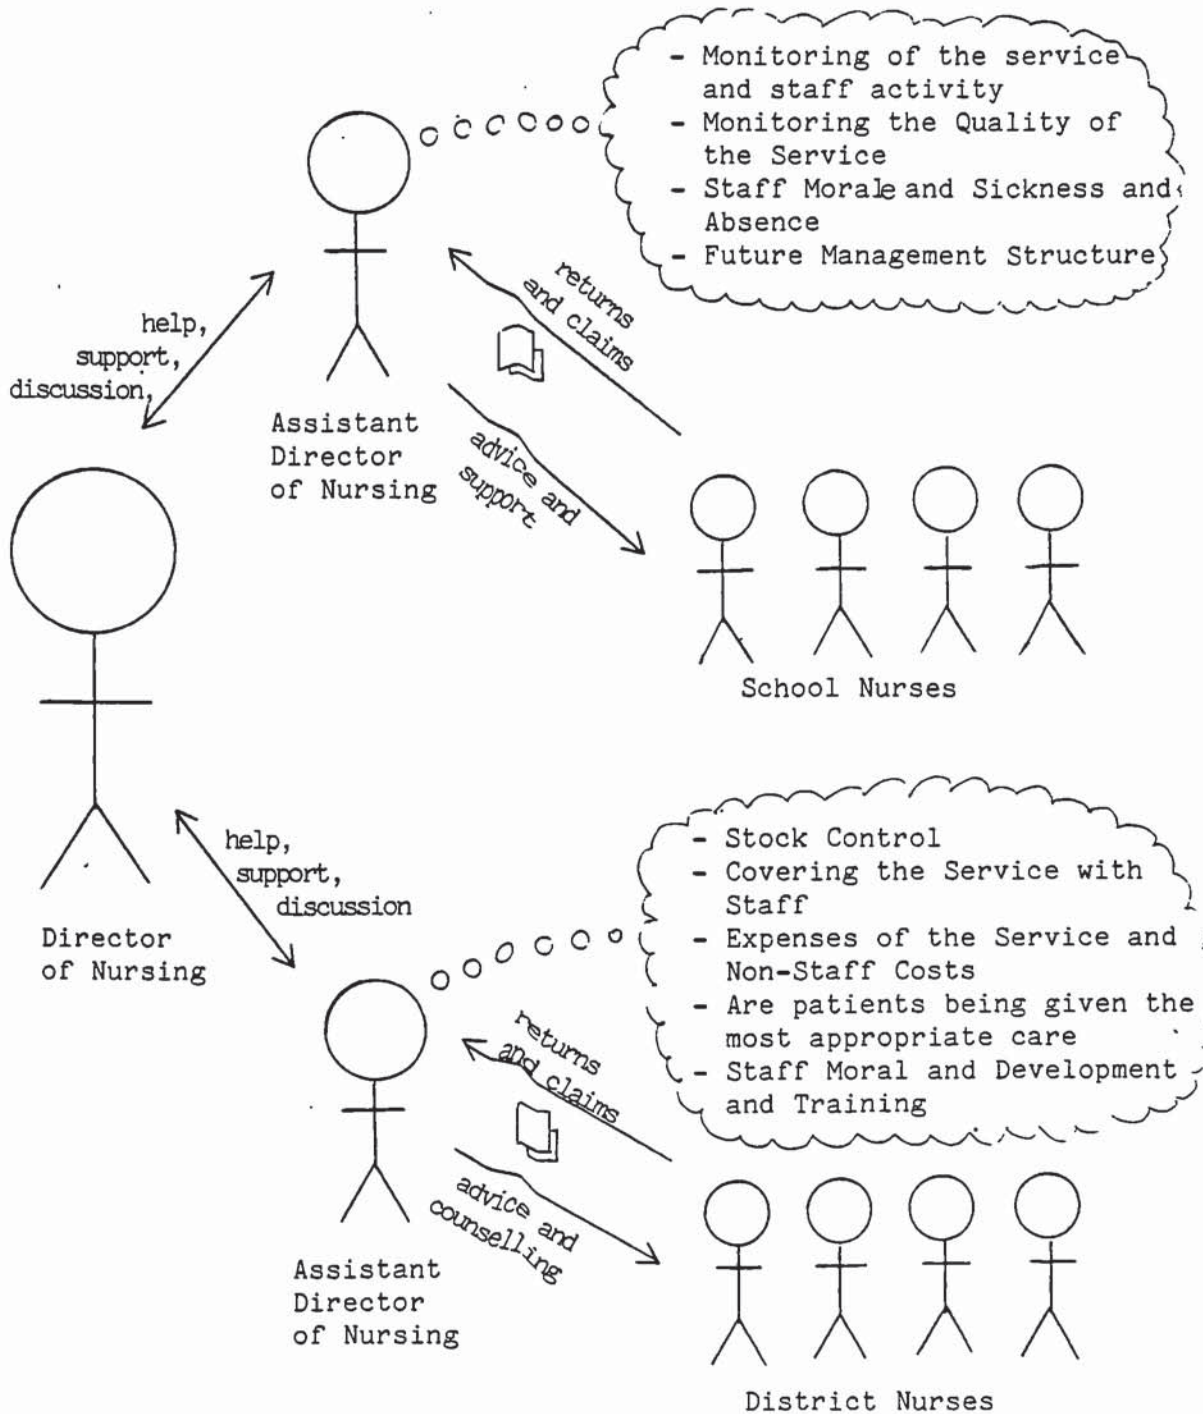 - Monitoring of the service
and staff activity
- Monitoring the Quality of
the Service
- Staff Morale and Sickness and
Absence
- Future Management Structure
returns
and claims
help,
support,
discussion,
Assistant
Director
of Nursing
advice and
support
School Nurses
Director
of Nursing
help,
support,
discussion
- Stock Control
- Covering the Service with
Staff
- Expenses of the Service and
Non-Staff Costs
- Are patients being given the
most appropriate care
- Staff Moral and Development
and Training
returns
and claims
advice and
counselling
Assistant
Director
of Nursing
District Nurses